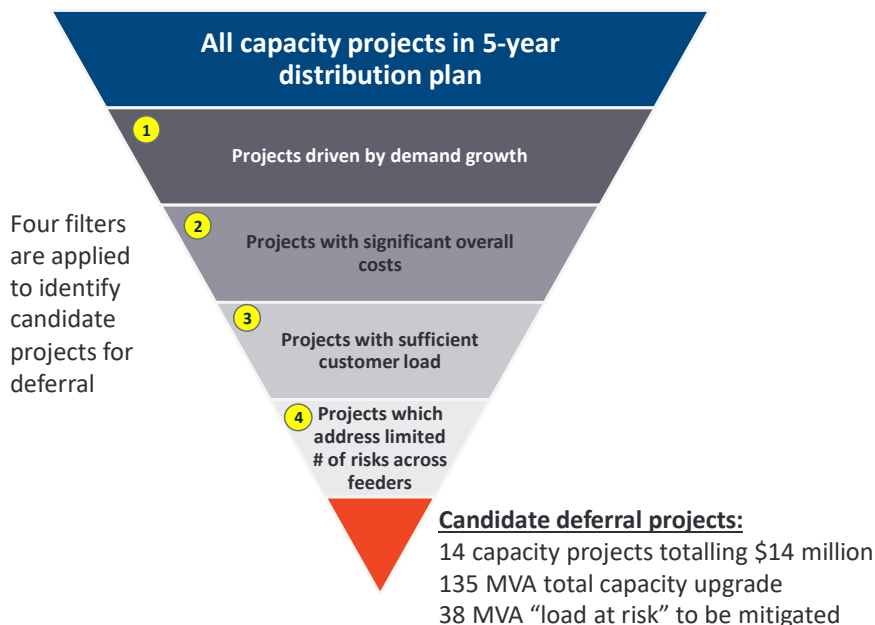 All capacity projects in 5-year
distribution plan
1
Projects driven by demand growth
Four filters
are applied
to identify
candidate
projects for
deferral
2
Projects with significant overall
costs
3
Projects with sufficient
customer load
4
Projects which
address limited
# of risks across
feeders
Candidate deferral projects:
14 capacity projects totalling $14 million
135 MVA total capacity upgrade
38 MVA “load at risk” to be mitigated